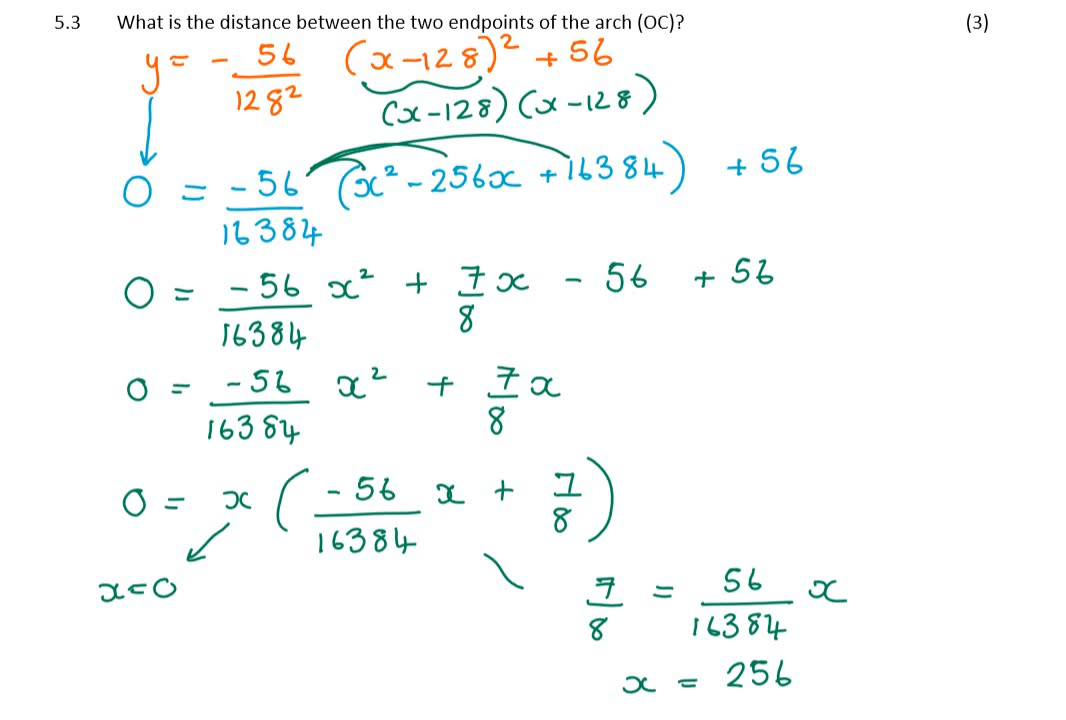 5.3 What is the distance between the two endpoints of the arch (OC)? (3)
y = - 56/128² (x-128)² + 56
(x-128)(x-128)
0 = -56/16384 (x² - 256x + 16384) + 56
0 = -56/16384 x² + 7/8 x - 56 + 56
0 = -56/16384 x² + 7/8 x
0 = x ( -56/16384 x + 7/8 )
x=0
7/8 = 56/16384 x
x = 256